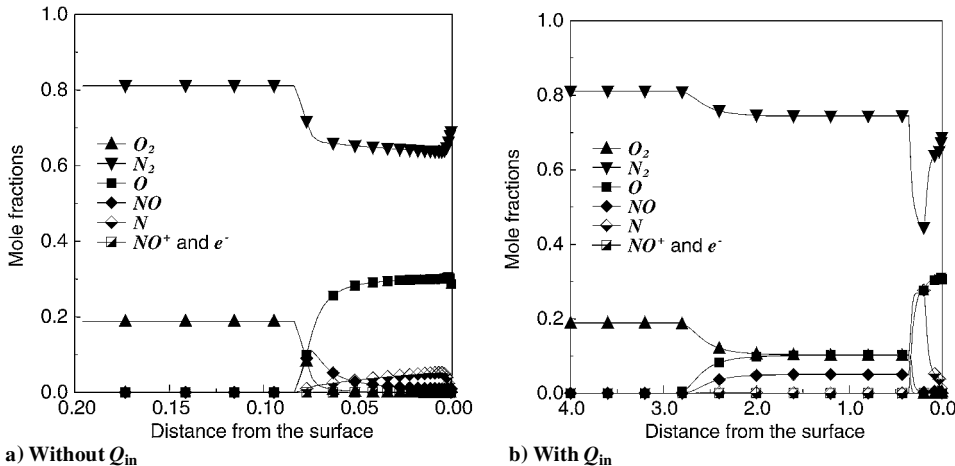 1.0
0.8
0.6
0.4
0.2
0.0
Mole fractions
O2
N2
O
NO
N
NO+ and e-
0.20
0.15
0.10
0.05
0.00
Distance from the surface
a) Without Qin
1.0
0.8
0.6
0.4
0.2
0.0
Mole fractions
O2
N2
O
NO
N
NO+ and e-
4.0
3.0
2.0
1.0
0.0
Distance from the surface
b) With Qin